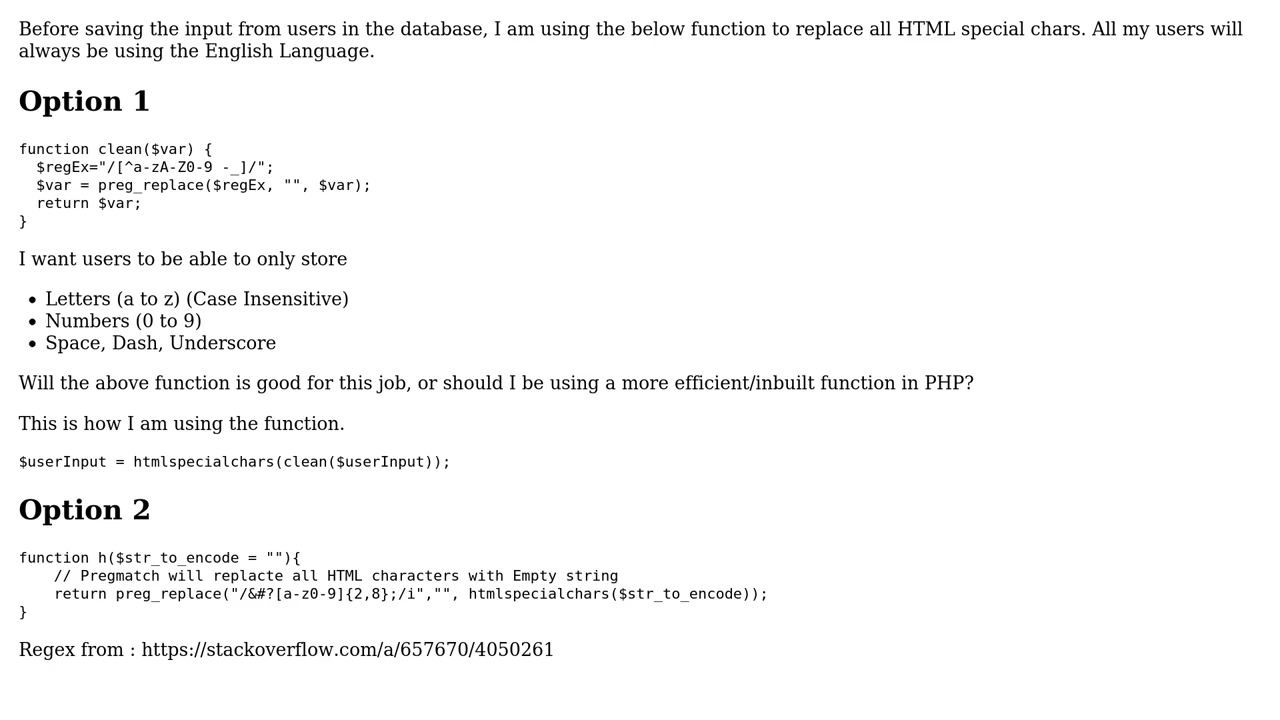 Before saving the input from users in the database, I am using the below function to replace all HTML special chars. All my users will
always be using the English Language.
Option 1
function clean($var) {
  $regEx="/[^a-zA-Z0-9 -_]/";
  $var = preg_replace($regEx, "", $var);
  return $var;
}
I want users to be able to only store
• Letters (a to z) (Case Insensitive)
• Numbers (0 to 9)
• Space, Dash, Underscore
Will the above function is good for this job, or should I be using a more efficient/inbuilt function in PHP?
This is how I am using the function.
$userInput = htmlspecialchars(clean($userInput));
Option 2
function h($str_to_encode = ""){
    // Pregmatch will replacte all HTML characters with Empty string
    return preg_replace("/&#?[a-z0-9]{2,8};/i","", htmlspecialchars($str_to_encode));
}
Regex from : https://stackoverflow.com/a/657670/4050261